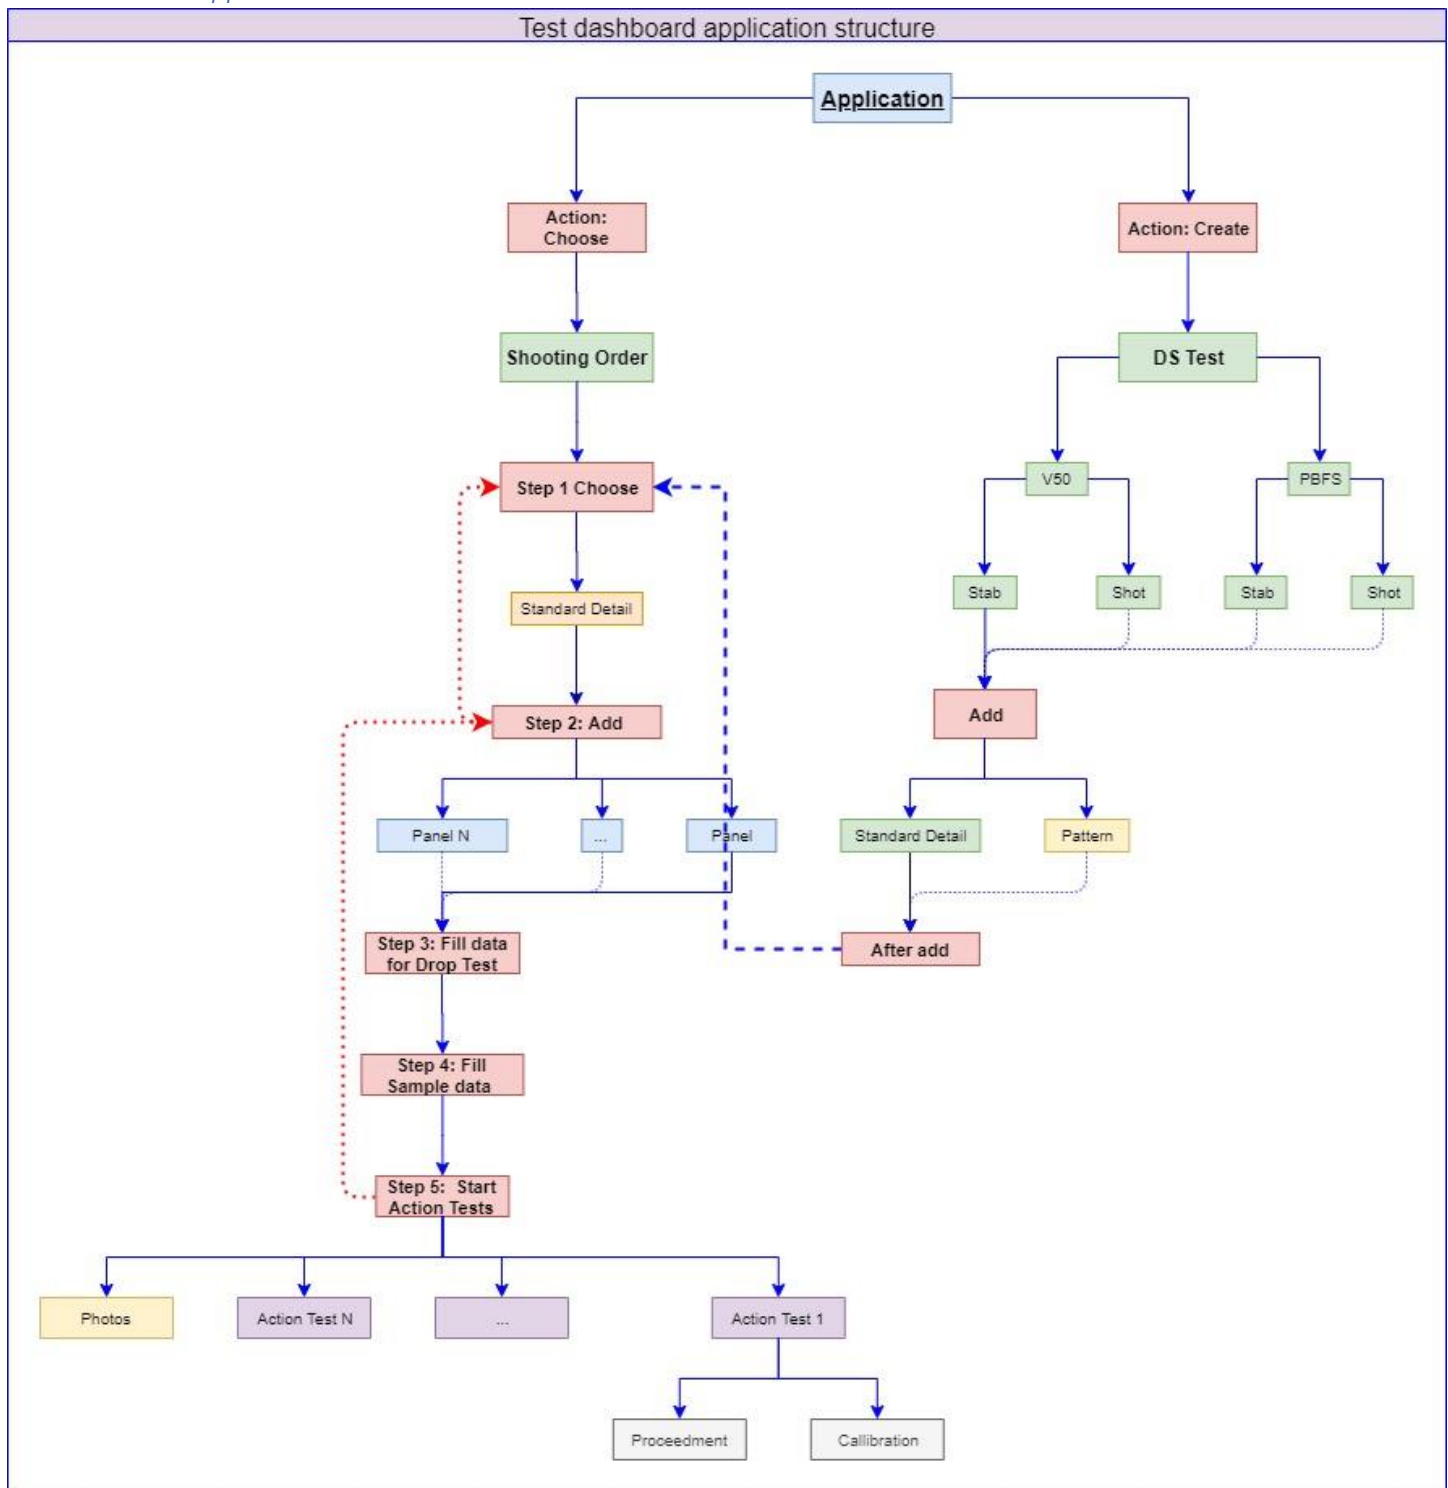 Test dashboard application structure
Application
Action:
Choose
Action: Create
Shooting Order
DS Test
Step 1 Choose
V50
PBFS
Standard Detail
Stab
Shot
Stab
Shot
Step 2: Add
Add
Panel N
...
Panel
Standard Detail
Pattern
Step 3: Fill data
for Drop Test
After add
Step 4: Fill
Sample data
Step 5: Start
Action Tests
Photos
Action Test N
...
Action Test 1
Proceedment
Callibration